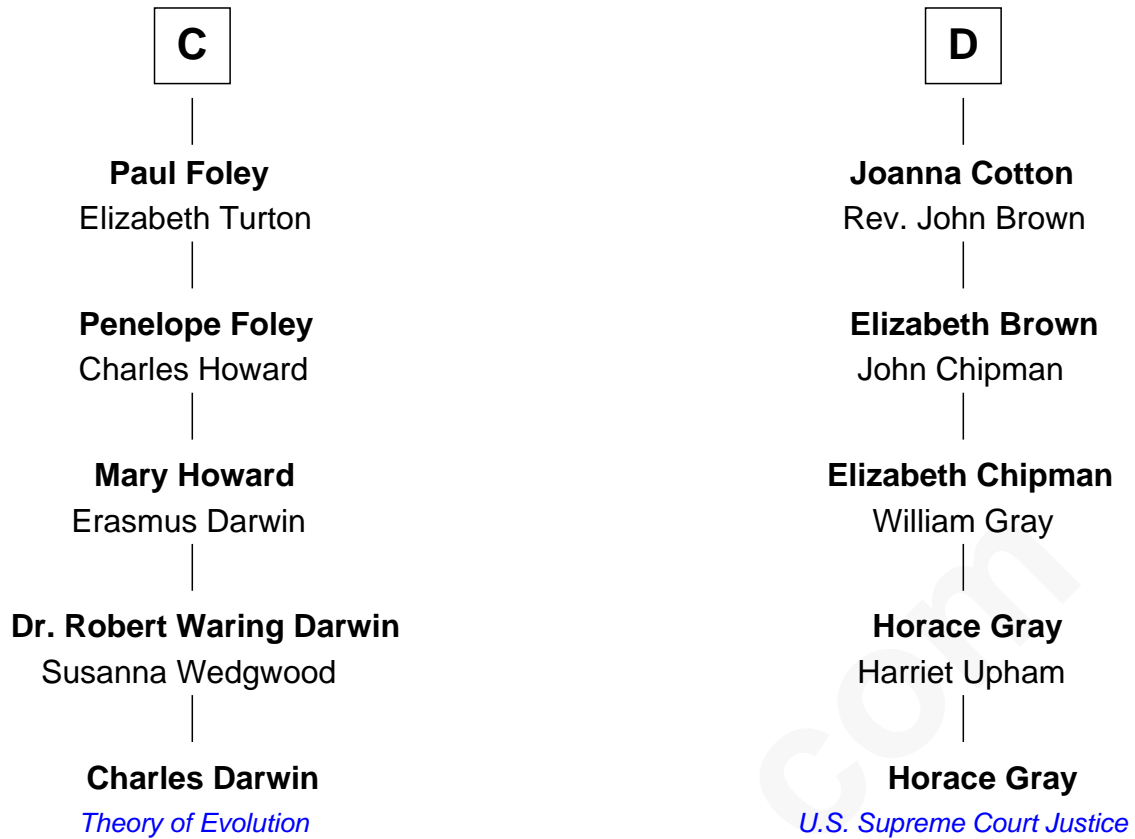 C
Paul Foley
Elizabeth Turton
Penelope Foley
Charles Howard
Mary Howard
Erasmus Darwin
Dr. Robert Waring Darwin
Susanna Wedgwood
Charles Darwin
Theory of Evolution
D
Joanna Cotton
Rev. John Brown
Elizabeth Brown
John Chipman
Elizabeth Chipman
William Gray
Horace Gray
Harriet Upham
Horace Gray
U.S. Supreme Court Justice
com